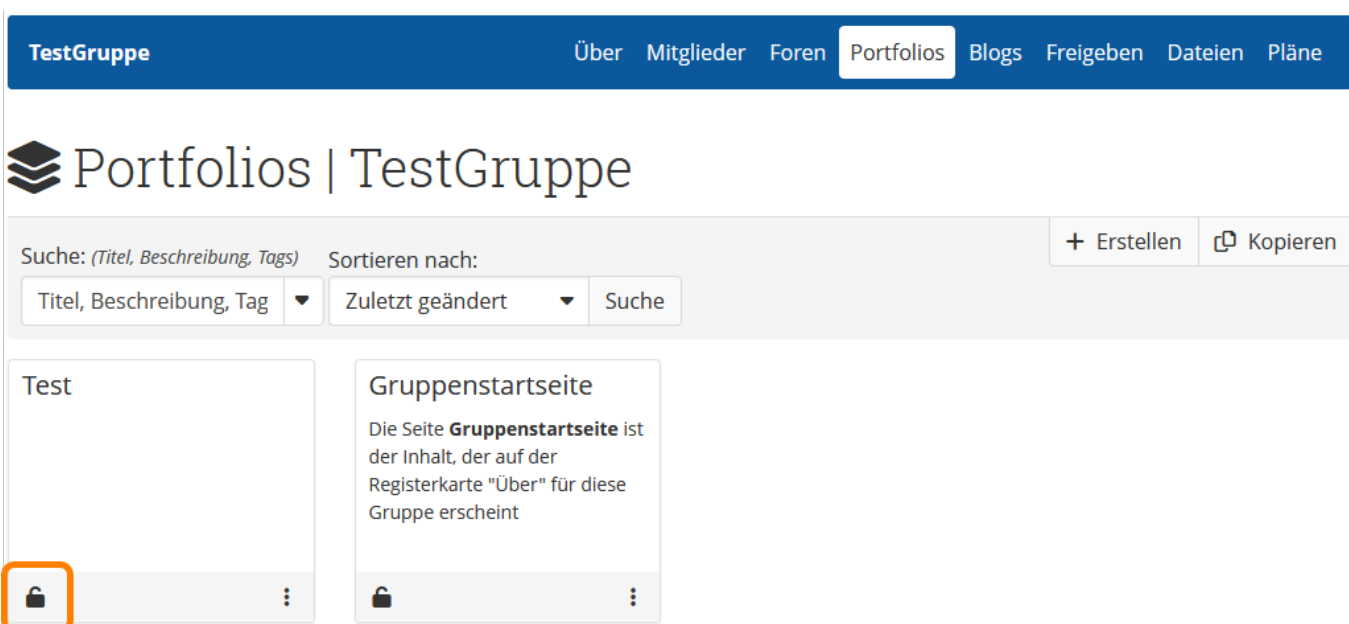 TestGruppe Über Mitglieder Foren Portfolios Blogs Freigeben Dateien Pläne
Portfolios | TestGruppe
+ Erstellen Kopieren
Suche: (Titel, Beschreibung, Tags) Sortieren nach:
Titel, Beschreibung, Tag Zuletzt geändert Suche
Test
Gruppenstartseite
Die Seite Gruppenstartseite ist
der Inhalt, der auf der
Registerkarte "Über" für diese
Gruppe erscheint